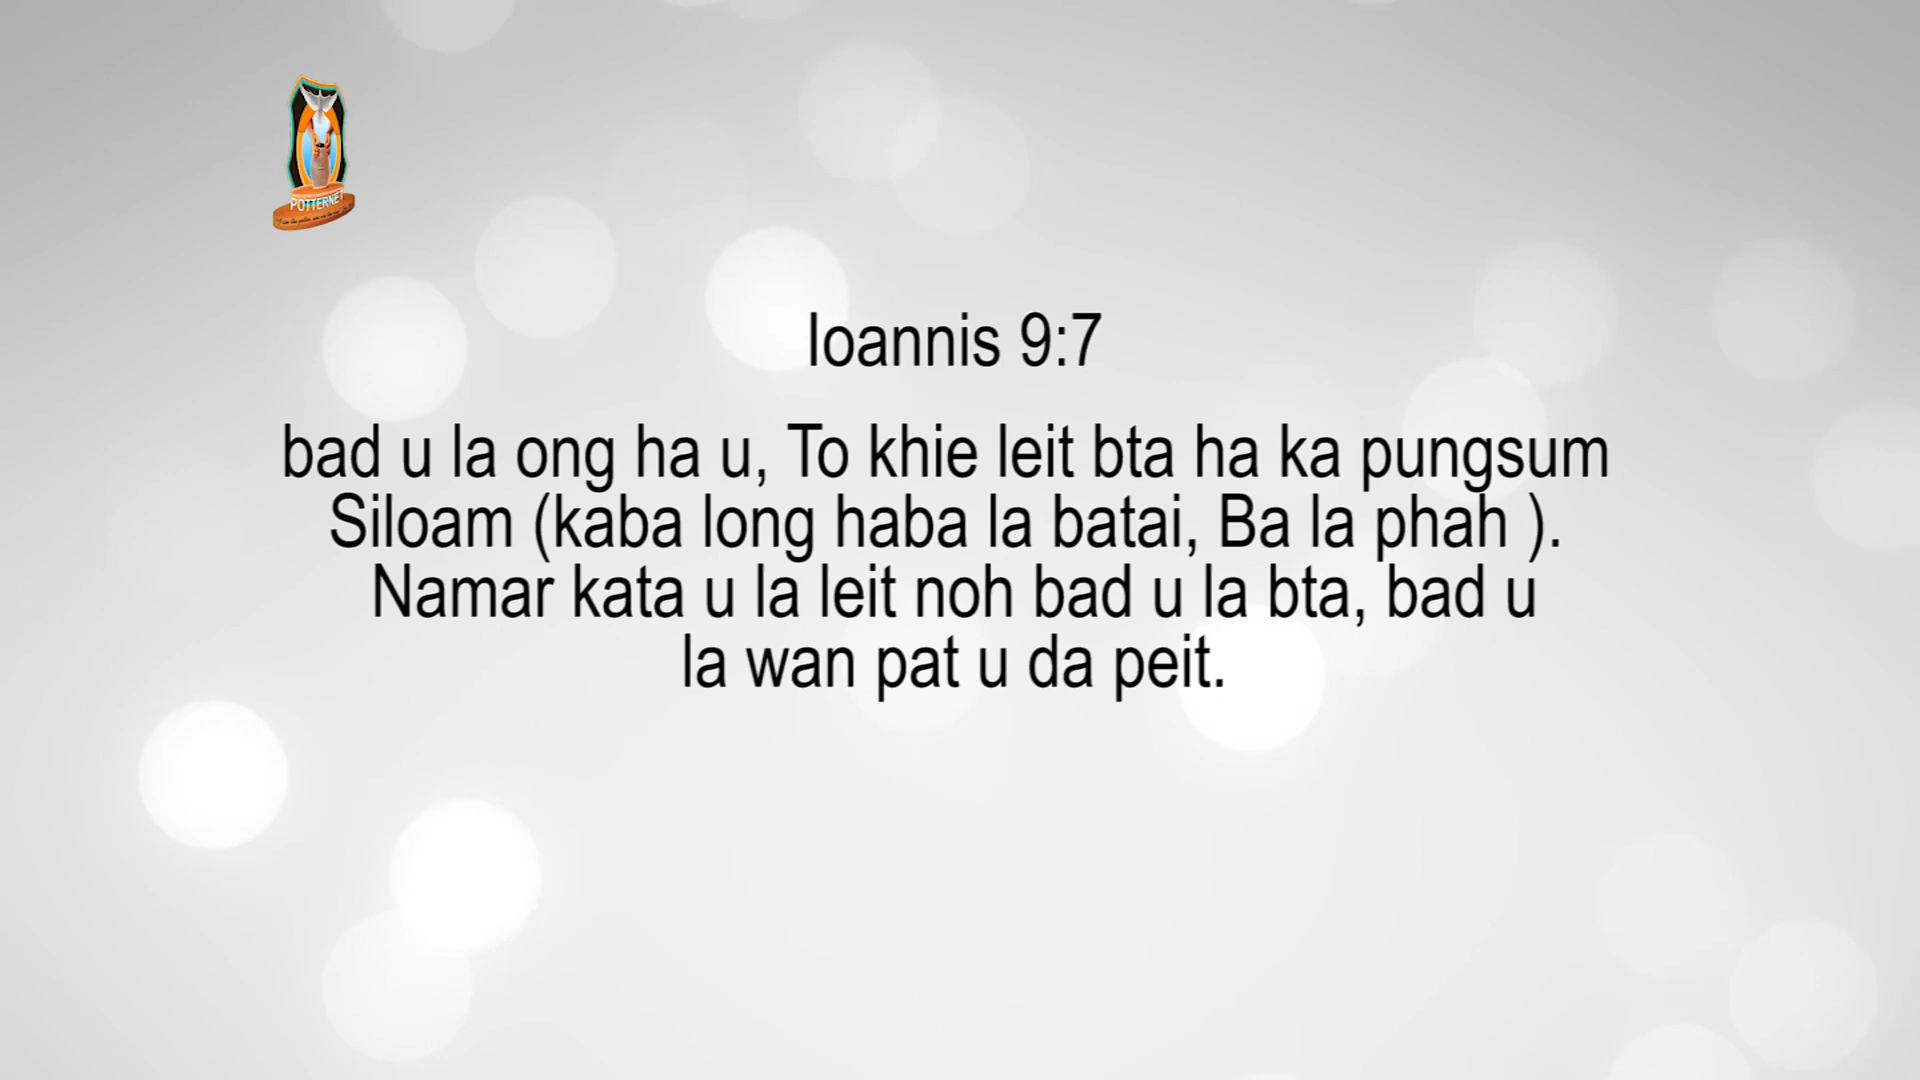 POTTERNET
Ioannis 9:7
bad u la ong ha u, To khie leit bta ha ka pungsum
Siloam (kaba long haba la batai, Ba la phah ).
Namar kata u la leit noh bad u la bta, bad u
la wan pat u da peit.